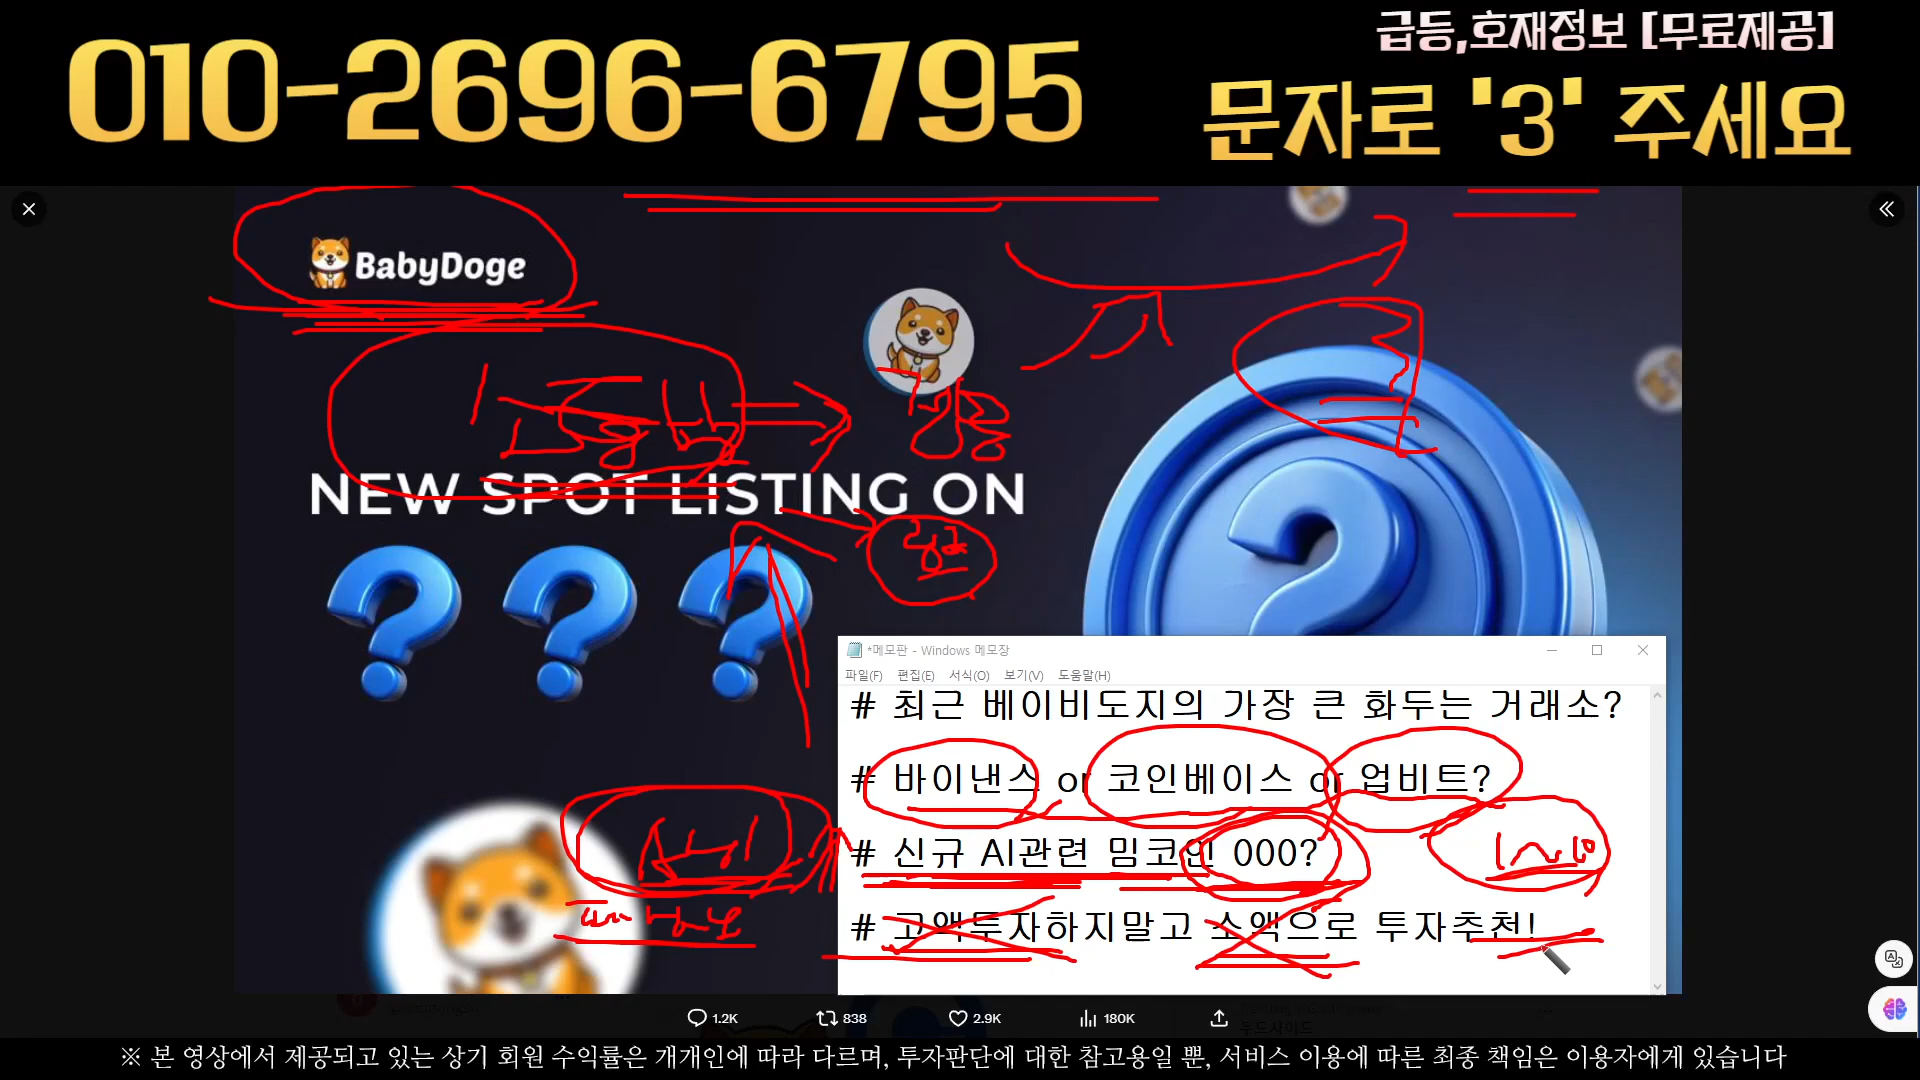 급등,호재정보 [무료제공]
010-2696-6795
문자로 '3' 주세요
BabyDoge
급등
NEW SPOT LISTING ON
? ? ?
*메모판 - Windows 메모장
파일(F) 편집(E) 서식(O) 보기(V) 도움말(H)
# 최근 베이비도지의 가장 큰 화두는 거래소?
# 바이낸스 or 코인베이스 or 업비트?
# 신규 AI관련 밈코인 000?
# 고액투자하지말고 소액으로 투자추천!
1.2K 838 2.9K 180K
※ 본 영상에서 제공되고 있는 상기 회원 수익률은 개개인에 따라 다르며, 투자판단에 대한 참고용일 뿐, 서비스 이용에 따른 최종 책임은 이용자에게 있습니다